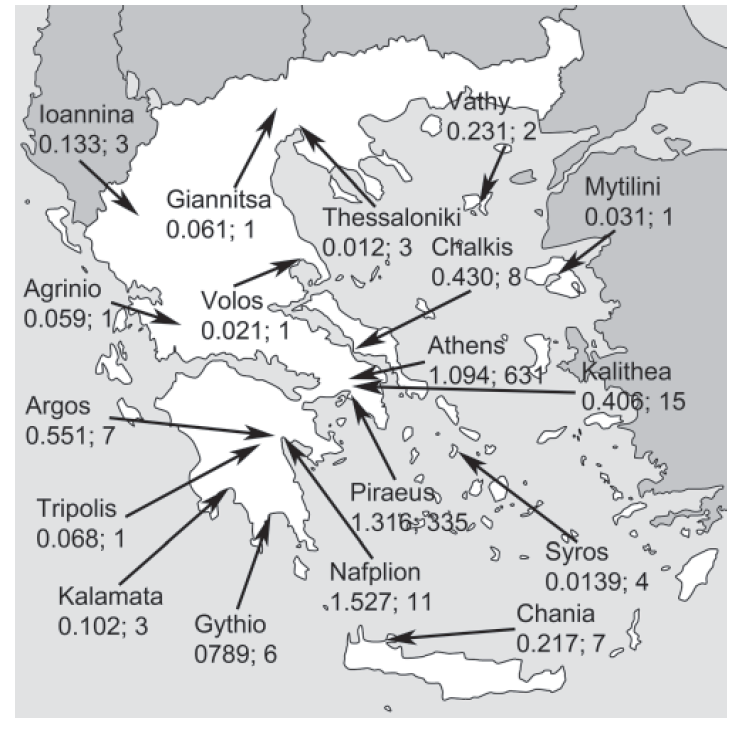 Ioannina
0.133; 3
Vathy
0.231; 2
Giannitsa
0.061; 1
Thessaloniki
0.012; 3
Mytilini
0.031; 1
Chalkis
0.430; 8
Agrinio
0.059; 1
Volos
0.021; 1
Athens
1.094; 631
Kalithea
0.406; 15
Argos
0.551; 7
Piraeus
1.316; 335
Tripolis
0.068; 1
Syros
0.0139; 4
Nafplion
1.527; 11
Kalamata
0.102; 3
Gythio
0789; 6
Chania
0.217; 7